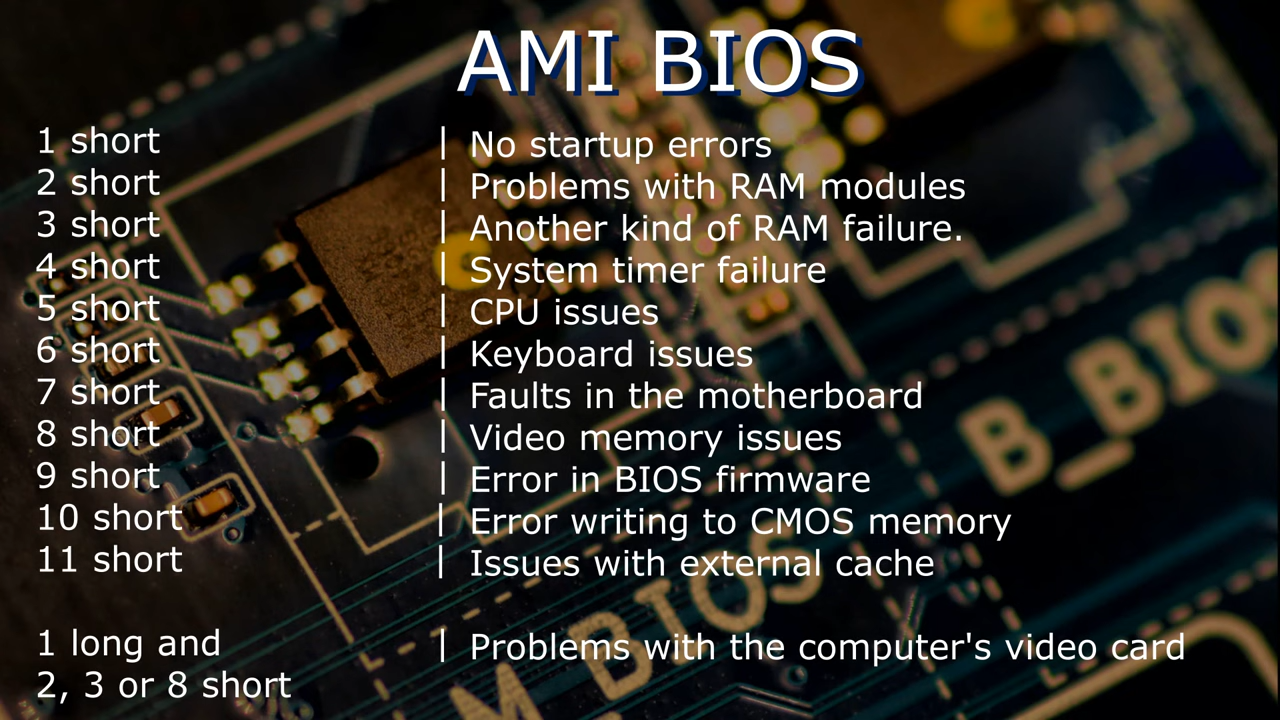 AMI BIOS
1 short | No startup errors
2 short | Problems with RAM modules
3 short | Another kind of RAM failure.
4 short | System timer failure
5 short | CPU issues
6 short | Keyboard issues
7 short | Faults in the motherboard
8 short | Video memory issues
9 short | Error in BIOS firmware
10 short | Error writing to CMOS memory
11 short | Issues with external cache
1 long and | Problems with the computer's video card
2, 3 or 8 short
B_BIOS
M_BIOS